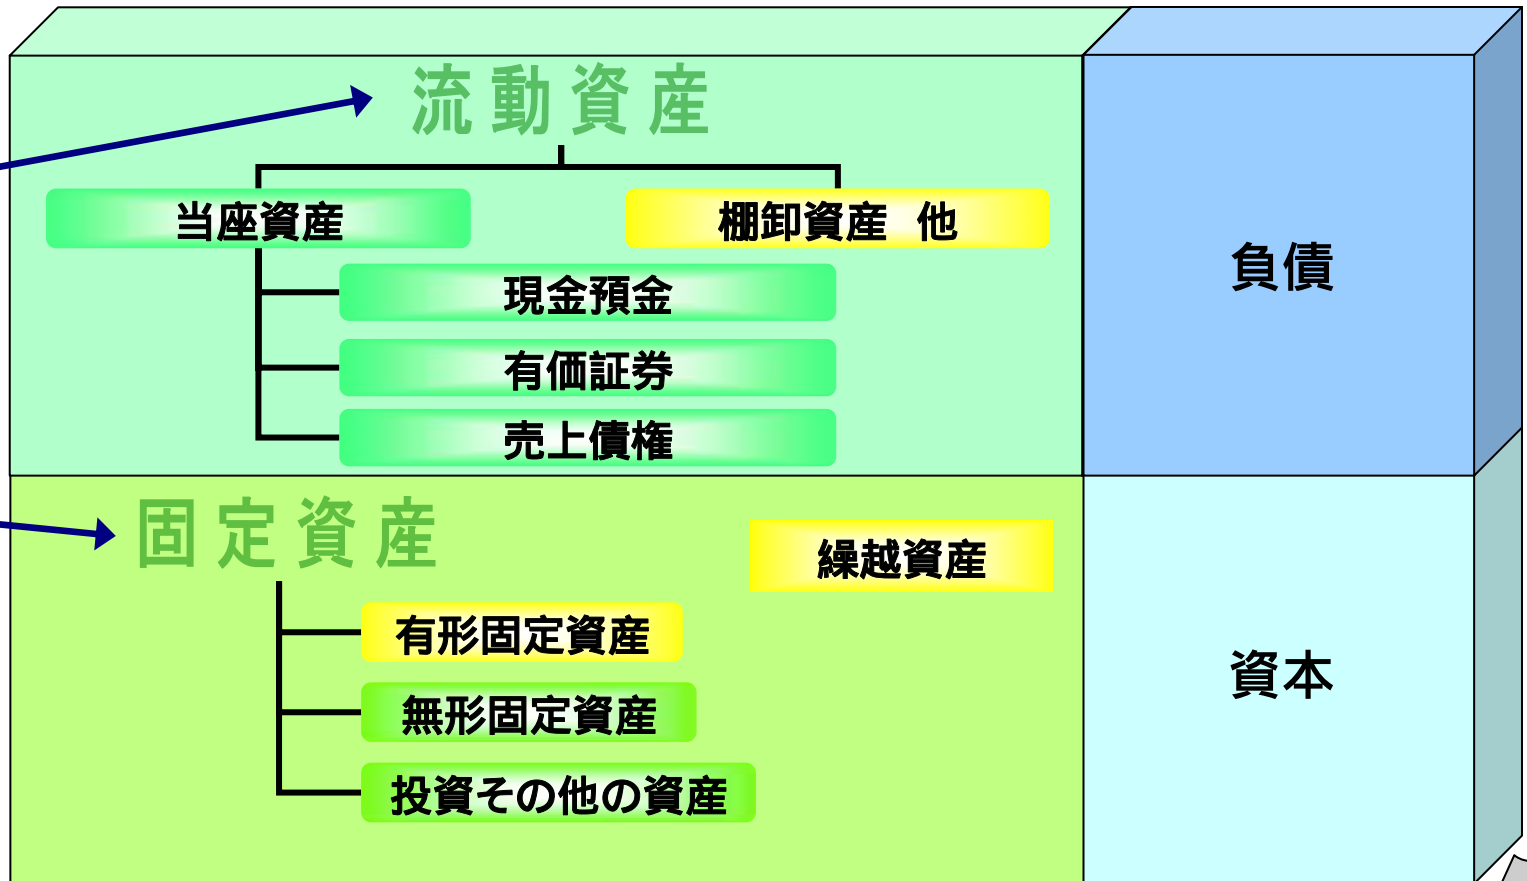 流動資産
当座資産
棚卸資産 他
現金預金
有価証券
売上債権
負債
固定資産
繰越資産
有形固定資産
無形固定資産
投資その他の資産
資本